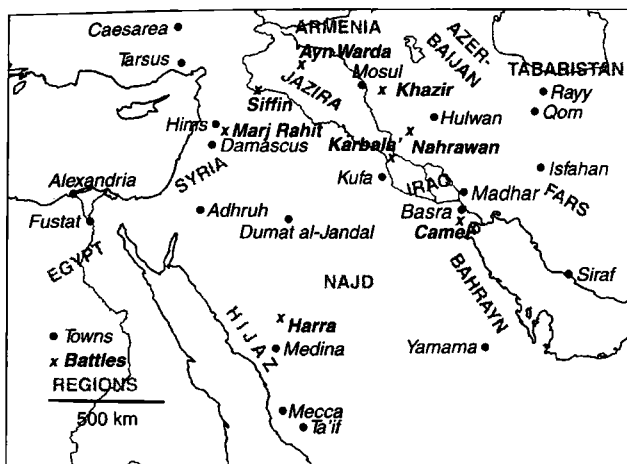 ARMENIA
Caesarea
'Ayn Warda
AZER-
BAIJAN
Tarsus
Mosul
TABARISTAN
JAZIRA
Khazir
Rayy
Siffin
Qom
Hulwan
Hims
Marj Rahit
Karbala'
Nahrawan
Damascus
Isfahan
SYRIA
Kufa
IRAQ
Alexandria
Madhar
FARS
Adhruh
Basra
Fustat
Dumat al-Jandal
Camel
EGYPT
BAHRAYN
NAJD
Siraf
HIJAZ
Harra
Towns
Medina
Yamama
Battles
REGIONS
500 km
Mecca
Ta'if